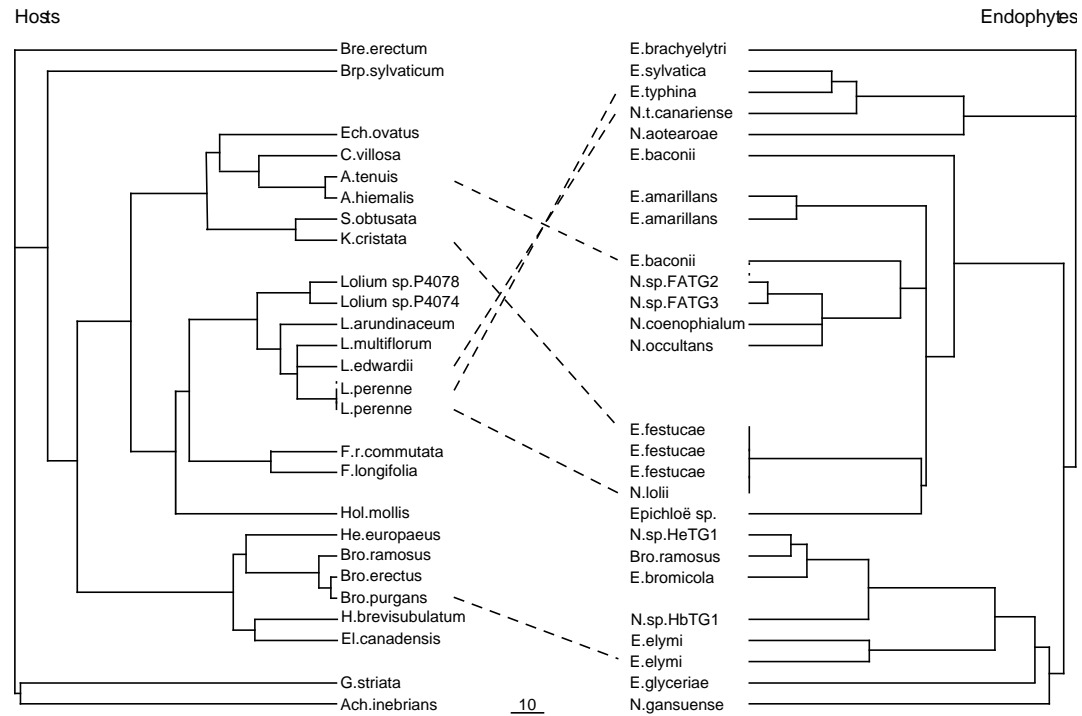 Hosts
Endophytes
Bre.erectum
Brp.sylvaticum
Ech.ovatus
C.villosa
A.tenuis
A.hiemalis
S.obtusata
K.cristata
Lolium sp.P4078
Lolium sp.P4074
L.arundinaceum
L.multiflorum
L.edwardii
L.perenne
L.perenne
F.r.commutata
F.longifolia
Hol.mollis
He.europaeus
Bro.ramosus
Bro.erectus
Bro.purgans
H.brevisubulatum
El.canadensis
G.striata
Ach.inebrians
10
E.brachyelytri
E.sylvatica
E.typhina
N.t.canariense
N.aotearoae
E.baconii
E.amarillans
E.amarillans
E.baconii
N.sp.FATG2
N.sp.FATG3
N.coenophialum
N.occultans
E.festucae
E.festucae
E.festucae
N.lolii
Epichloë sp.
N.sp.HeTG1
Bro.ramosus
E.bromicola
N.sp.HbTG1
E.elymi
E.elymi
E.glyceriae
N.gansuense